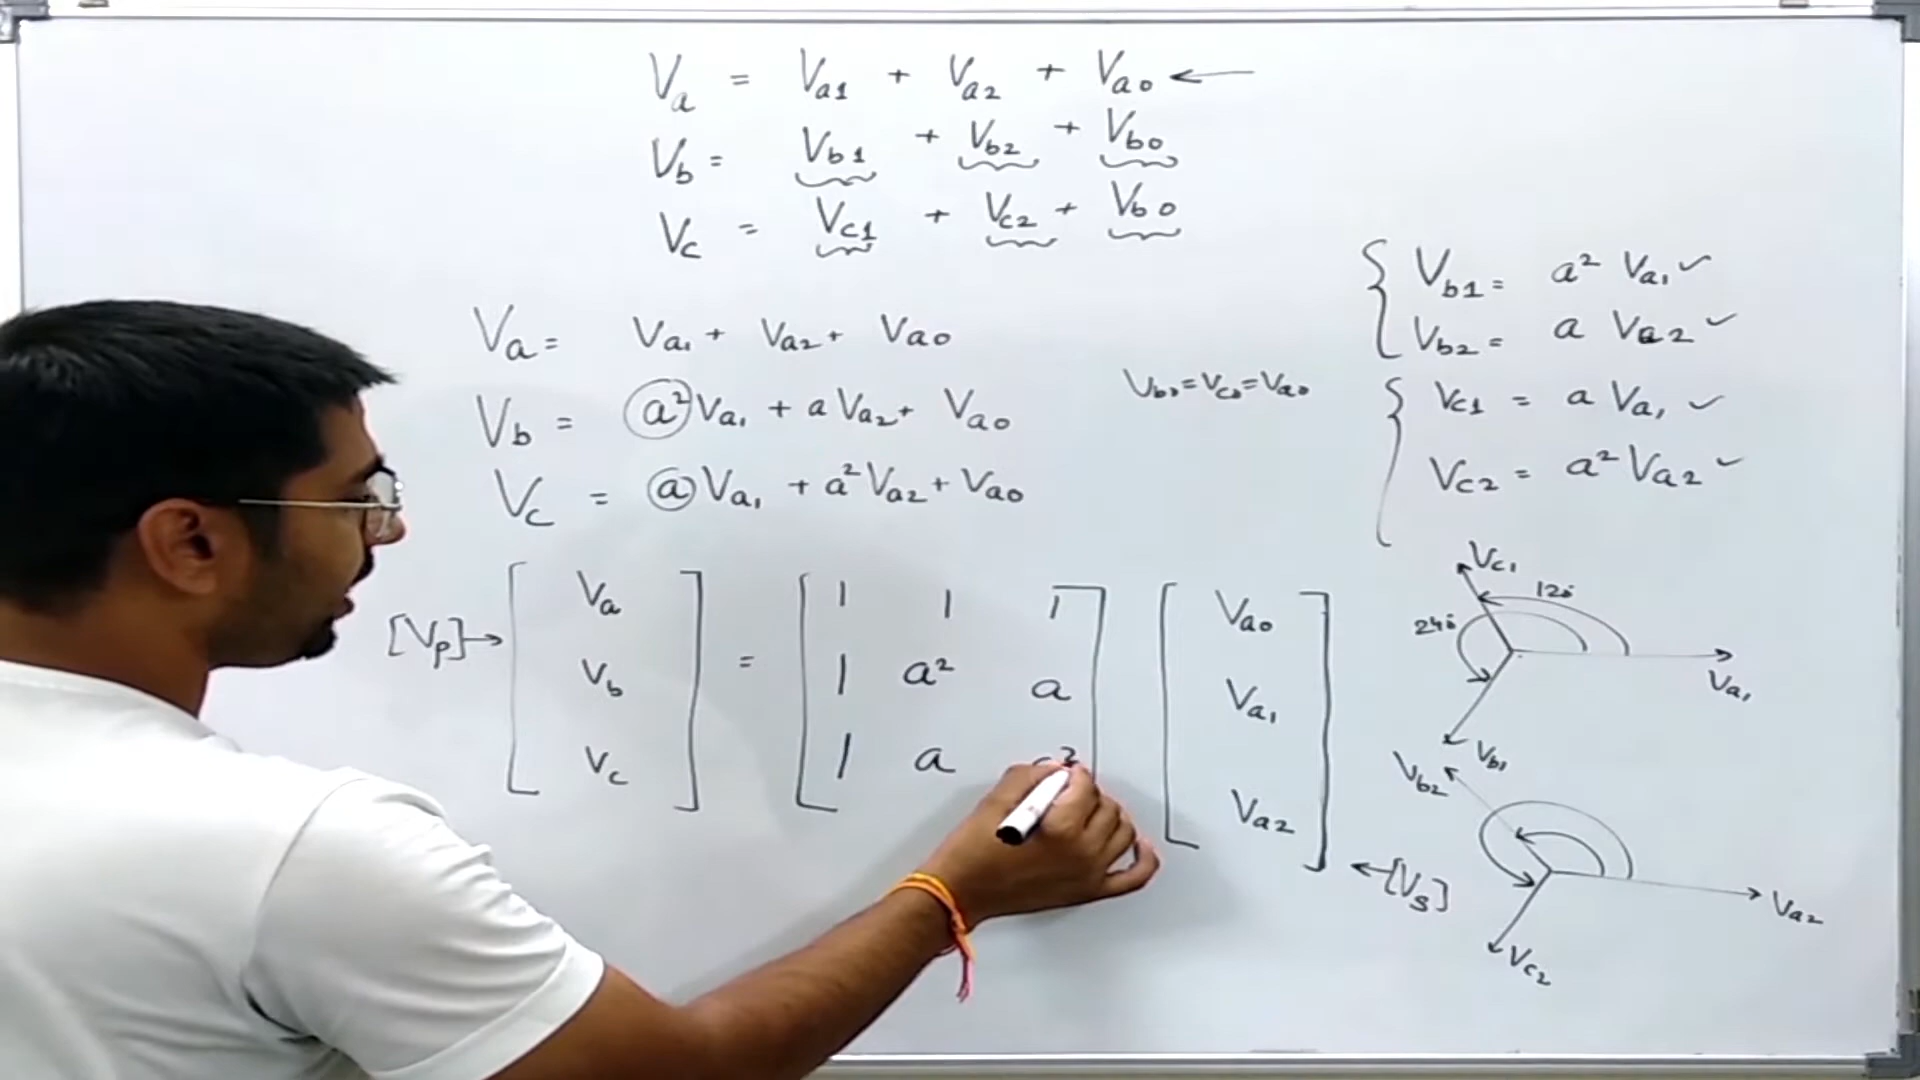 Va = Va1 + Va2 + Va0 ←
Vb = Vb1 + Vb2 + Vb0
Vc = Vc1 + Vc2 + Vb0
Va = Va1 + Va2 + Va0
Vb = a² Va1 + a Va2 + Va0
Vc = a Va1 + a² Va2 + Va0
Vb0 = Vc0 = Va0
Vb1 = a² Va1 ✓
Vb2 = a Va2 ✓
Vc1 = a Va1 ✓
Vc2 = a² Va2 ✓
[Vp] → Va = 1 1 1 Va0
Vb 1 a² a Va1
Vc 1 a a² Va2
← [Vs]
Vc1
120°
240°
Va1
Vb1
Vb2
Va2
Vc2